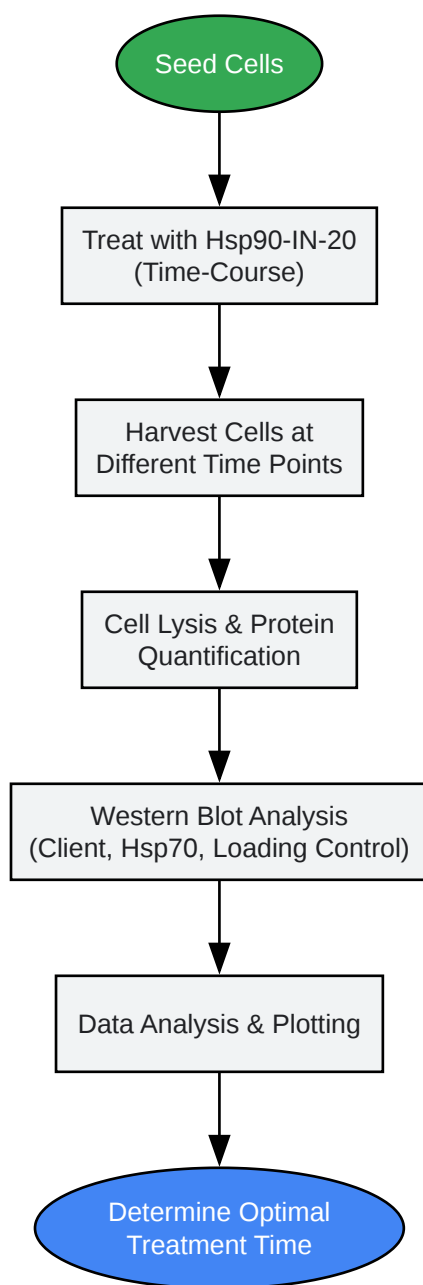 Seed Cells
Treat with Hsp90-IN-20
(Time-Course)
Harvest Cells at
Different Time Points
Cell Lysis & Protein
Quantification
Western Blot Analysis
(Client, Hsp70, Loading Control)
Data Analysis & Plotting
Determine Optimal
Treatment Time